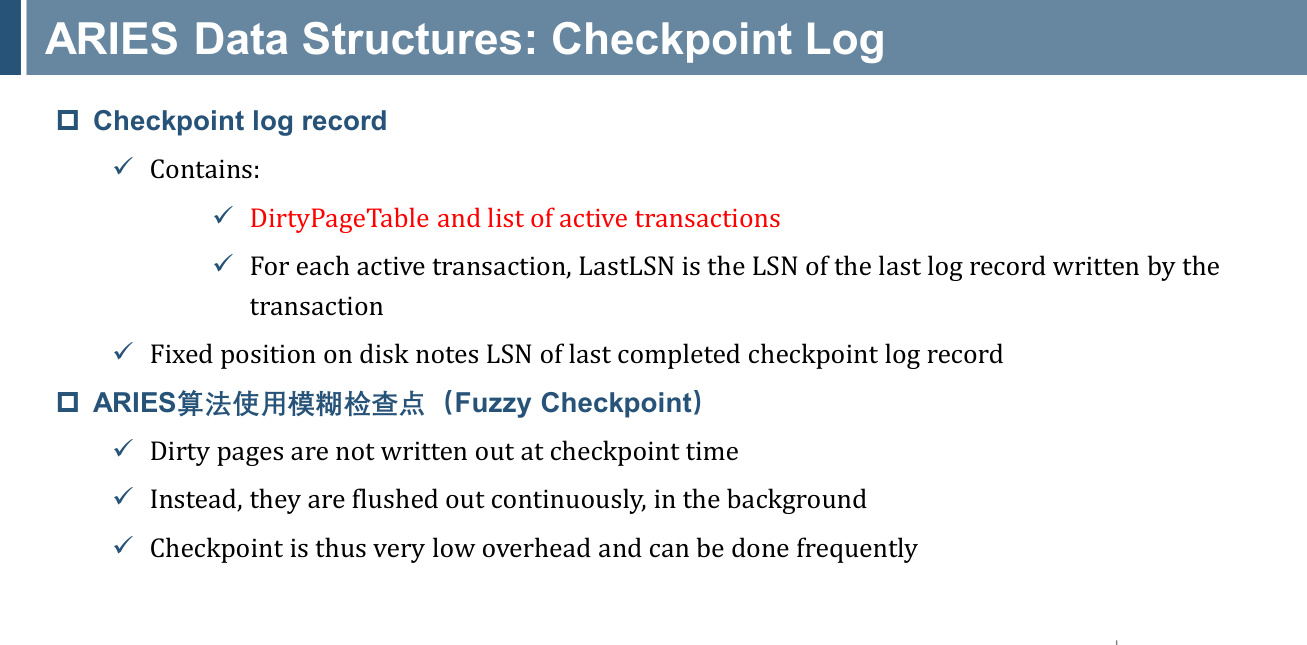 ARIES Data Structures: Checkpoint Log
Checkpoint log record
Contains:
DirtyPageTable and list of active transactions
For each active transaction, LastLSN is the LSN of the last log record written by the
transaction
Fixed position on disk notes LSN of last completed checkpoint log record
ARIES算法使用模糊检查点（Fuzzy Checkpoint）
Dirty pages are not written out at checkpoint time
Instead, they are flushed out continuously, in the background
Checkpoint is thus very low overhead and can be done frequently